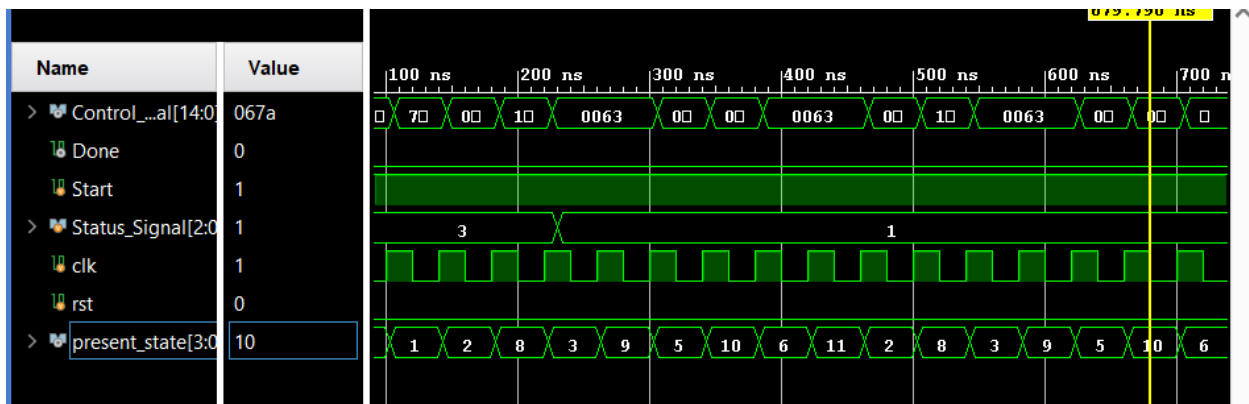 679.790 ns
Name Value
100 ns 200 ns 300 ns 400 ns 500 ns 600 ns 700 n
Control_...al[14:0] 067a 7 0 1 0063 0 0 0063 0 1 0063 0 0
Done 0
Start 1
Status_Signal[2:0 1 3 1
clk 1
rst 0
present_state[3:0 10 1 2 8 3 9 5 10 6 11 2 8 3 9 5 10 6